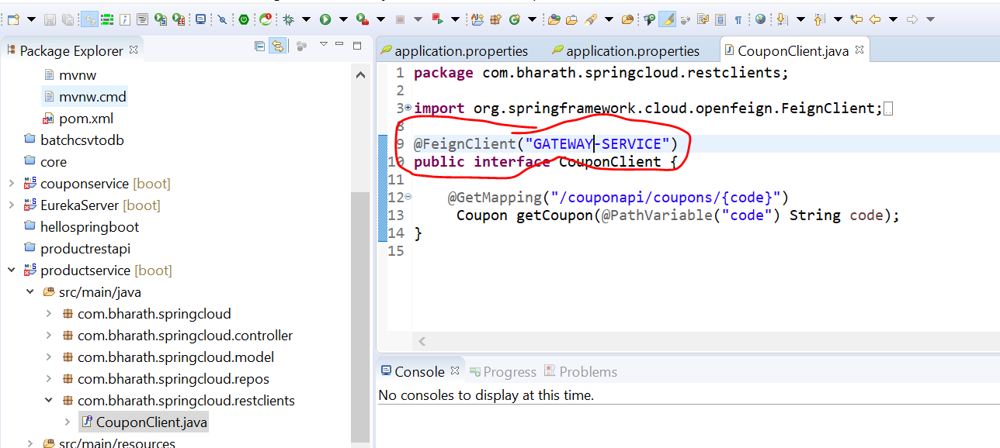 Package Explorer
mvnw
mvnw.cmd
pom.xml
batchcsvtodb
core
couponservice [boot]
EurekaServer [boot]
hellospringboot
productrestapi
productservice [boot]
src/main/java
com.bharath.springcloud
com.bharath.springcloud.controller
com.bharath.springcloud.model
com.bharath.springcloud.repos
com.bharath.springcloud.restclients
CouponClient.java
src/main/resources
application.properties
application.properties
CouponClient.java
1 package com.bharath.springcloud.restclients;
2
3 import org.springframework.cloud.openfeign.FeignClient;
8
9 @FeignClient("GATEWAY-SERVICE")
10 public interface CouponClient {
11
12 @GetMapping("/couponapi/coupons/{code}")
13 Coupon getCoupon(@PathVariable("code") String code);
14 }
15
Console
Progress
Problems
No consoles to display at this time.